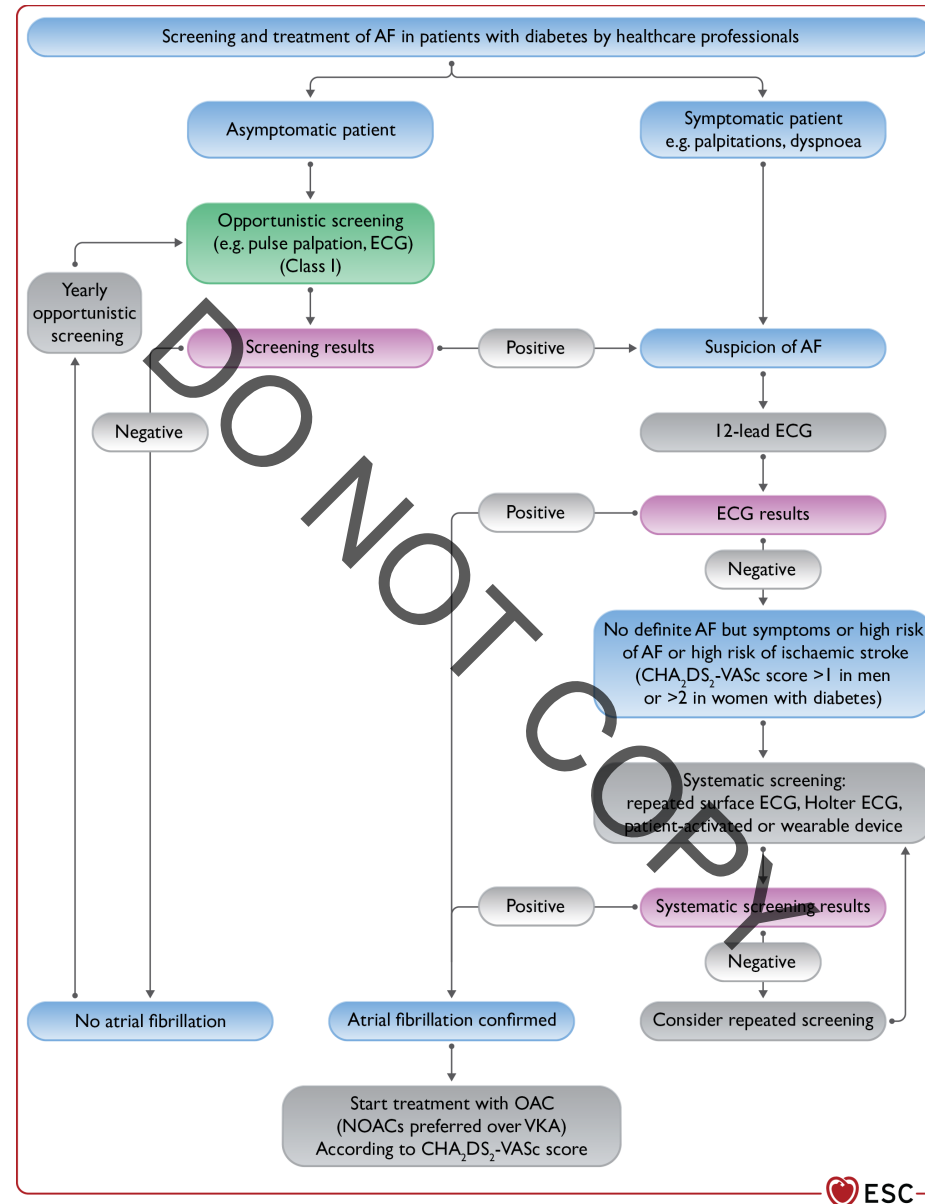 Screening and treatment of AF in patients with diabetes by healthcare professionals
Asymptomatic patient
Symptomatic patient
e.g. palpitations, dyspnoea
Opportunistic screening
(e.g. pulse palpation, ECG)
(Class I)
Yearly
opportunistic
screening
Screening results
Positive
Suspicion of AF
Negative
12-lead ECG
Positive
ECG results
Negative
No definite AF but symptoms or high risk
of AF or high risk of ischaemic stroke
(CHA₂DS₂-VASc score >1 in men
or >2 in women with diabetes)
Systematic screening:
repeated surface ECG, Holter ECG,
patient-activated or wearable device
Positive
Systematic screening results
Negative
No atrial fibrillation
Atrial fibrillation confirmed
Consider repeated screening
Start treatment with OAC
(NOACs preferred over VKA)
According to CHA₂DS₂-VASc score
DO NOT COPY
ESC